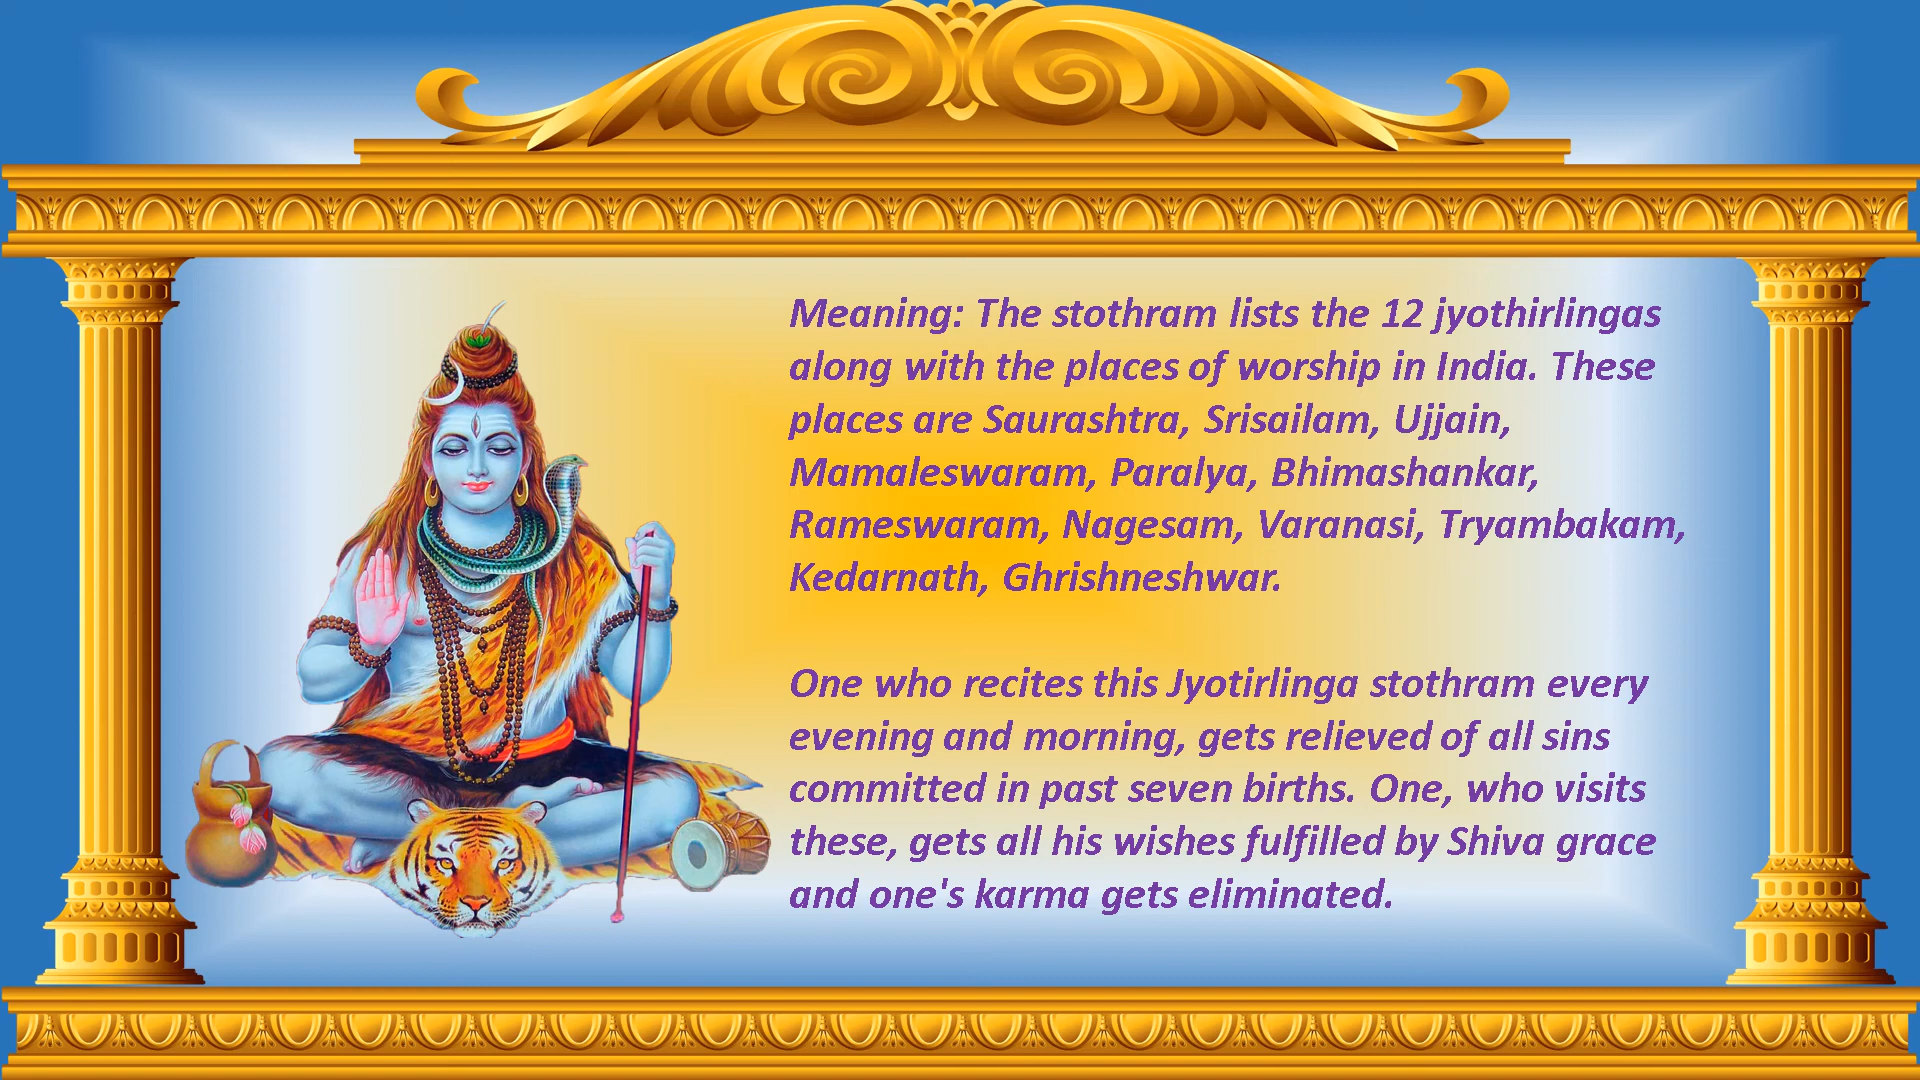 Meaning: The stothram lists the 12 jyothirlingas
along with the places of worship in India. These
places are Saurashtra, Srisailam, Ujjain,
Mamaleswaram, Paralya, Bhimashankar,
Rameswaram, Nagesam, Varanasi, Tryambakam,
Kedarnath, Ghrishneshwar.
One who recites this Jyotirlinga stothram every
evening and morning, gets relieved of all sins
committed in past seven births. One, who visits
these, gets all his wishes fulfilled by Shiva grace
and one's karma gets eliminated.